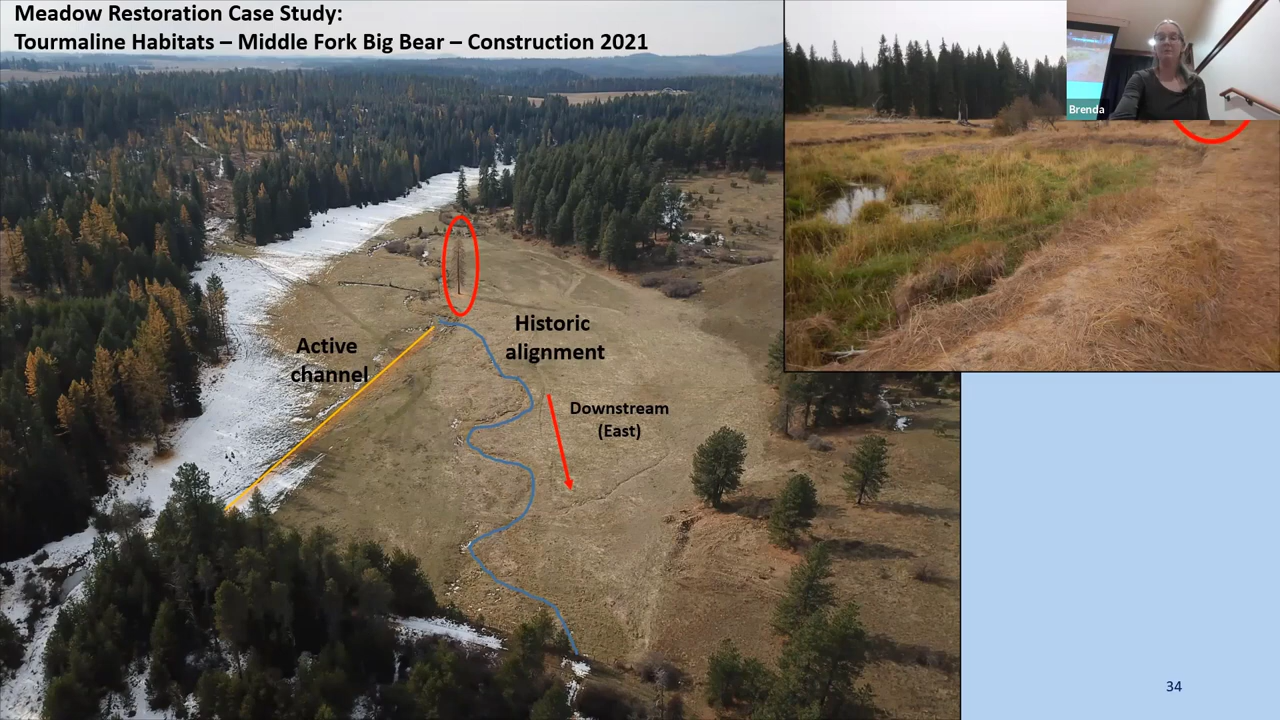 Meadow Restoration Case Study:
Tourmaline Habitats – Middle Fork Big Bear – Construction 2021
Brenda
Historic
alignment
Active
channel
Downstream
(East)
34